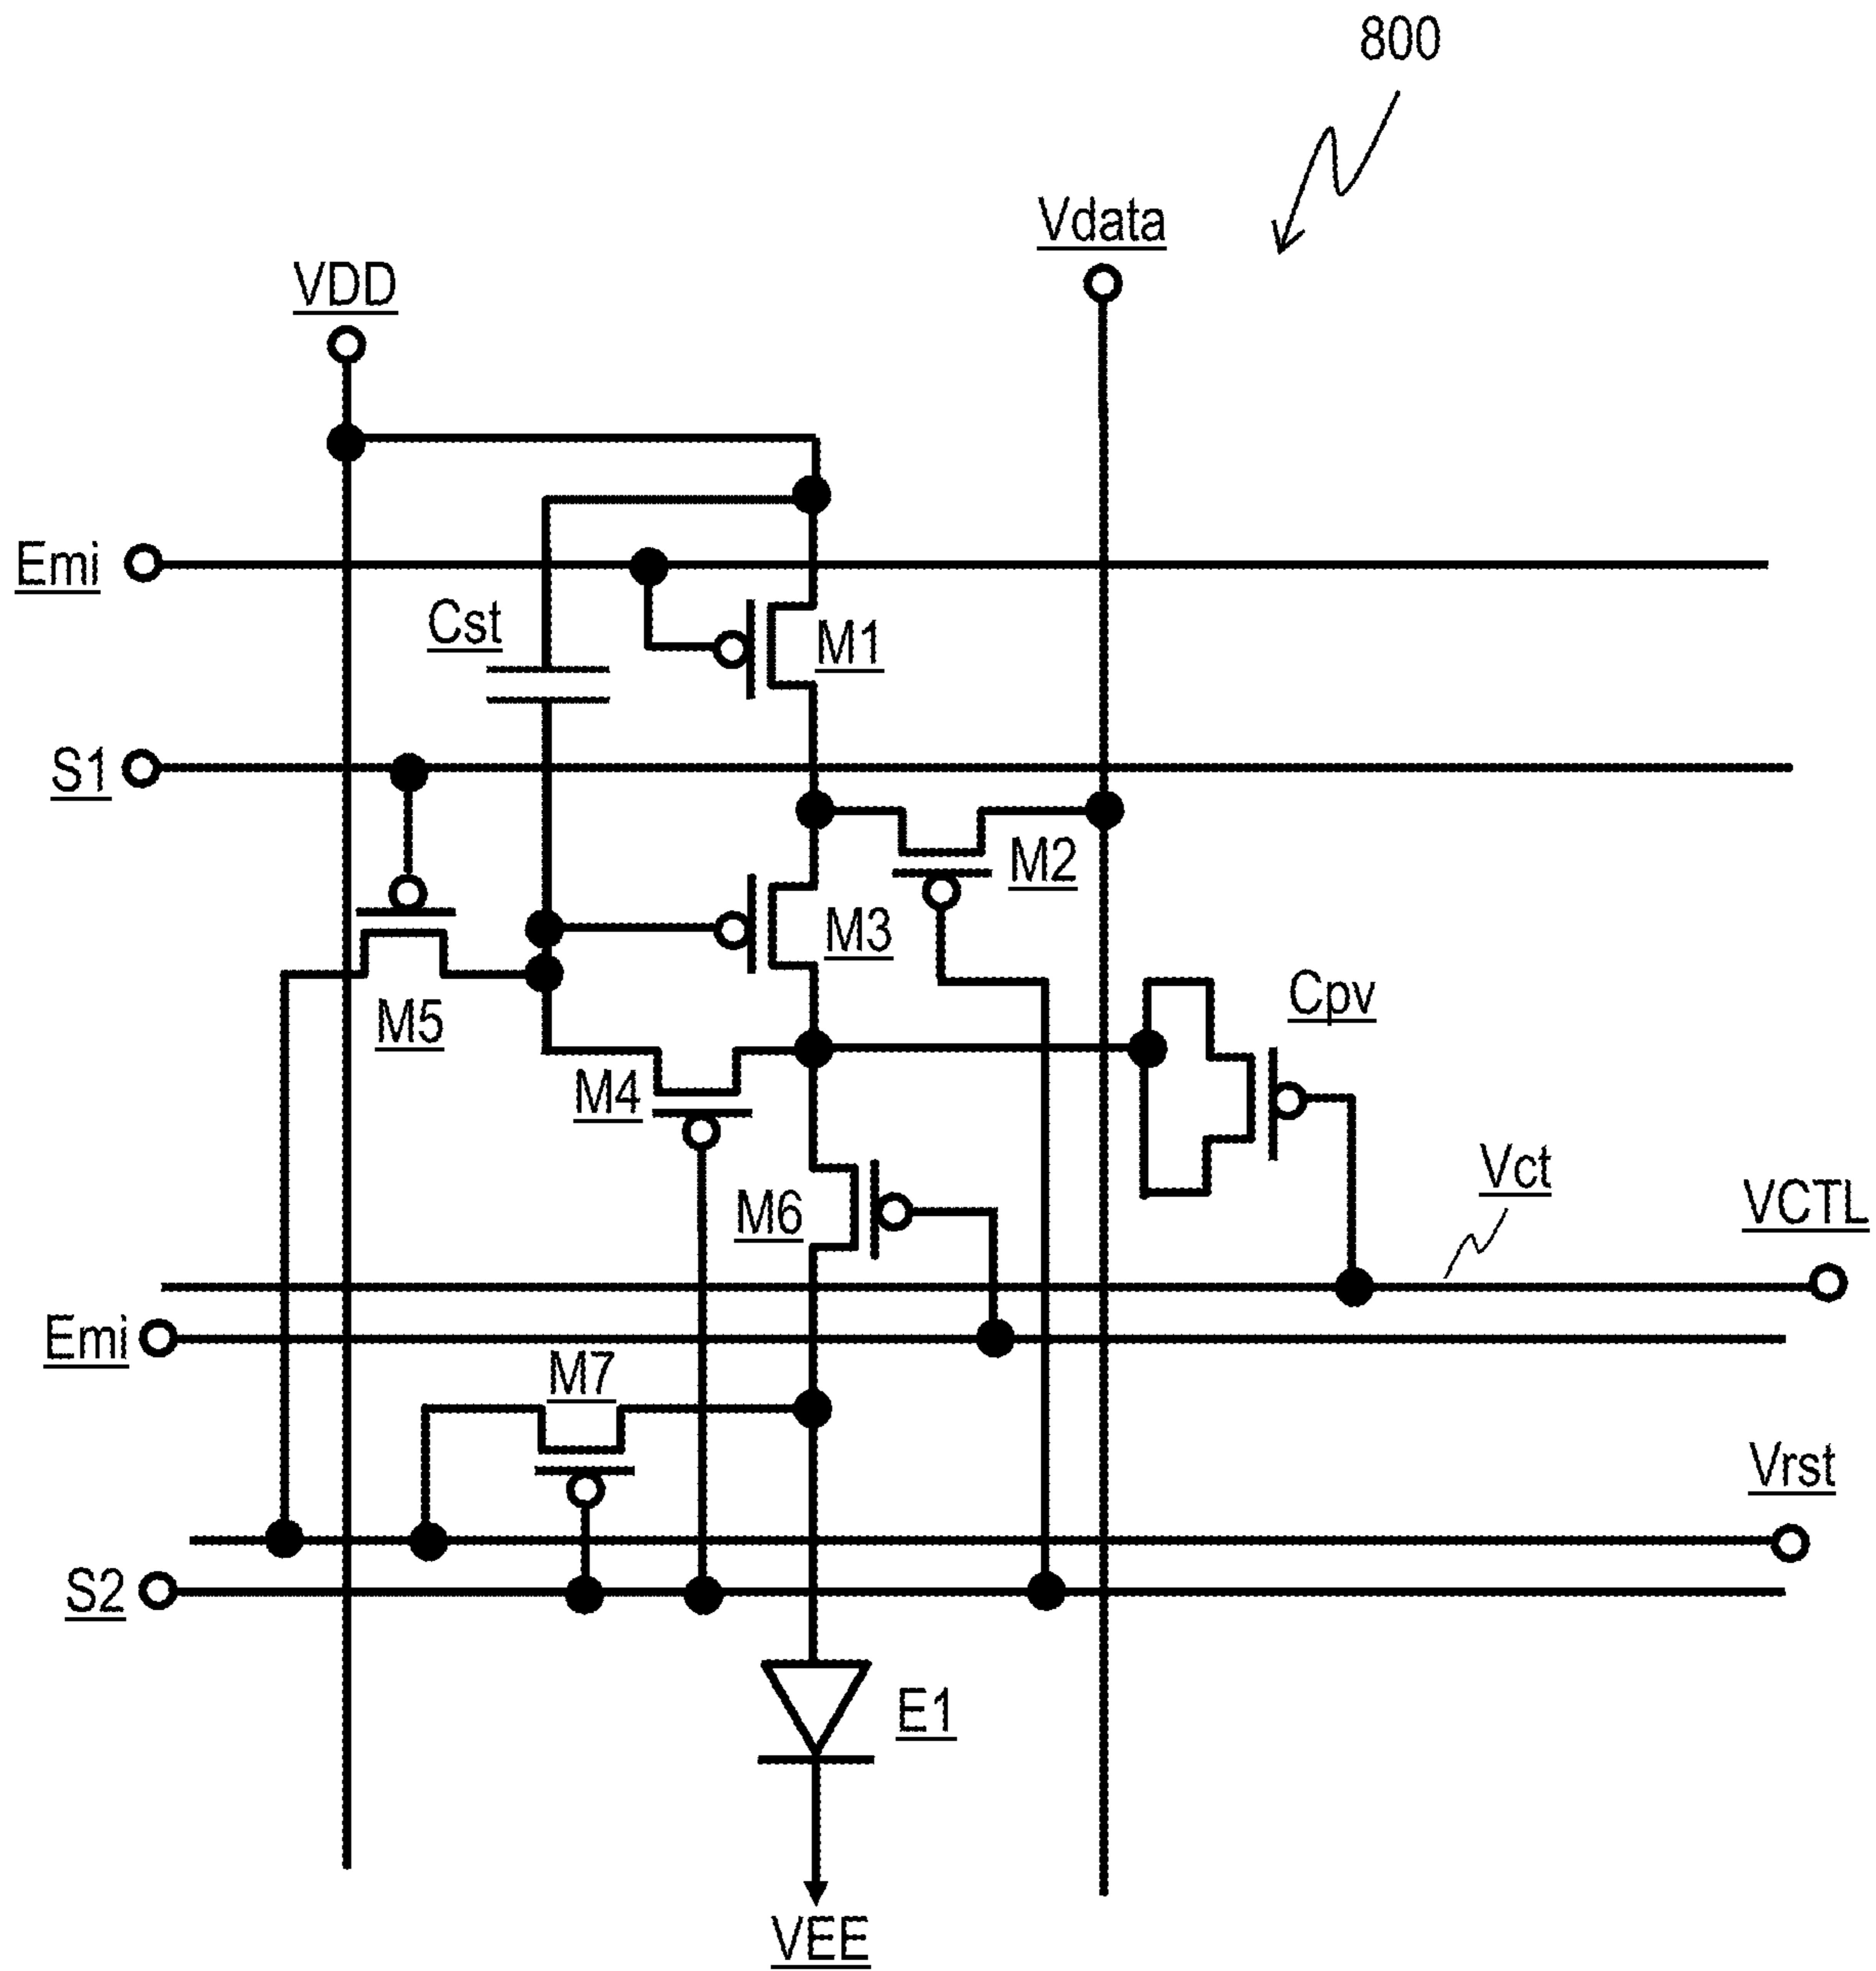 800
Vdata
VDD
Emi
Cst
M1
S1
M2
M3
Cpv
M5
M4
Vct
M6
VCTL
Emi
M7
Vrst
S2
E1
VEE